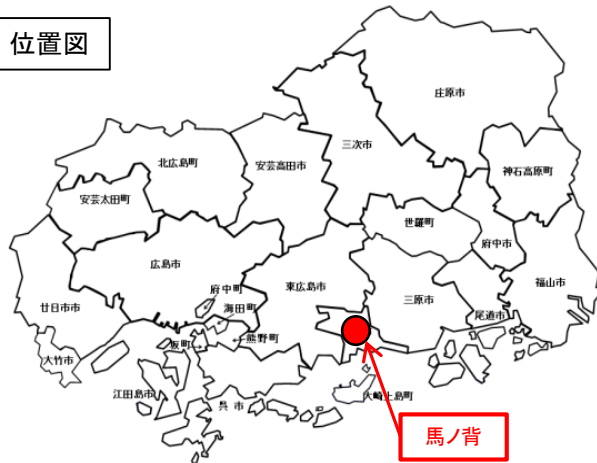 位置図
庄原市
三次市
北広島町
安芸高田市
神石高原町
安芸太田町
世羅町
府中市
広島市
東広島市
三原市
福山市
府中町
廿日市市
海田町
尾道市
坂町
熊野町
大竹市
江田島市
呉市
大崎上島町
馬ノ背